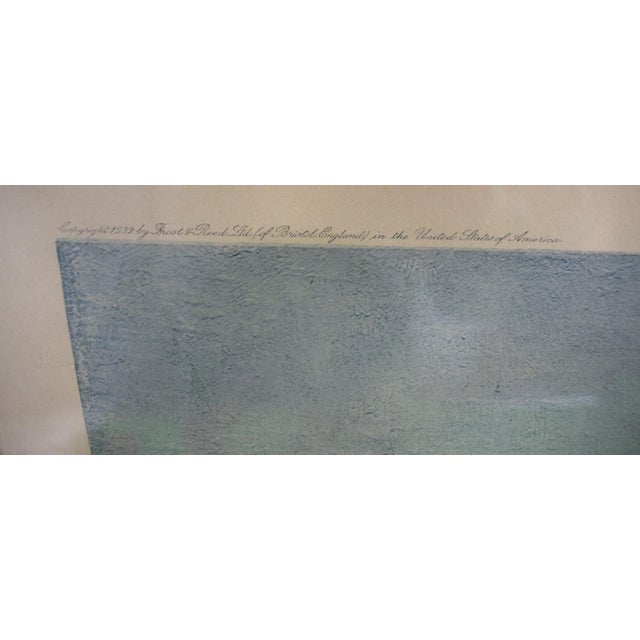 Copyright 1932 by Frost & Reed, Ltd. (of Bristol, England) in the United States of America